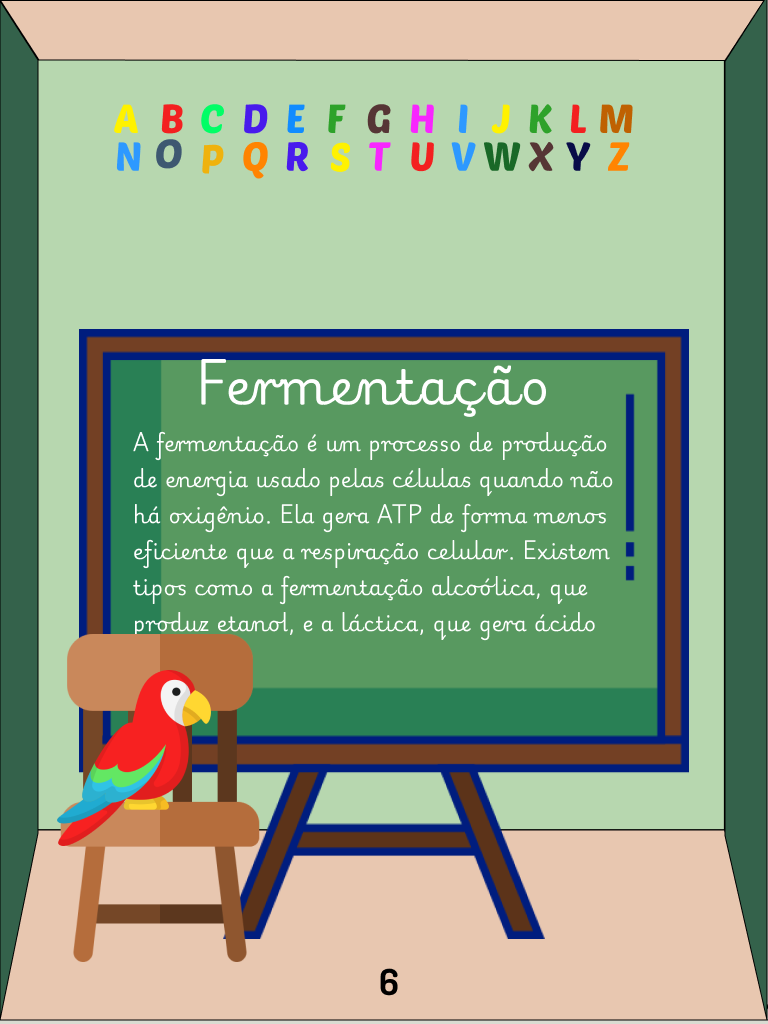 A B C D E F G H I J K L M
N O P Q R S T U V W X Y Z
Fermentação
A fermentação é um processo de produção
de energia usado pelas células quando não
há oxigênio. Ela gera ATP de forma menos
eficiente que a respiração celular. Existem
tipos como a fermentação alcoólica, que
produz etanol, e a láctica, que gera ácido
6